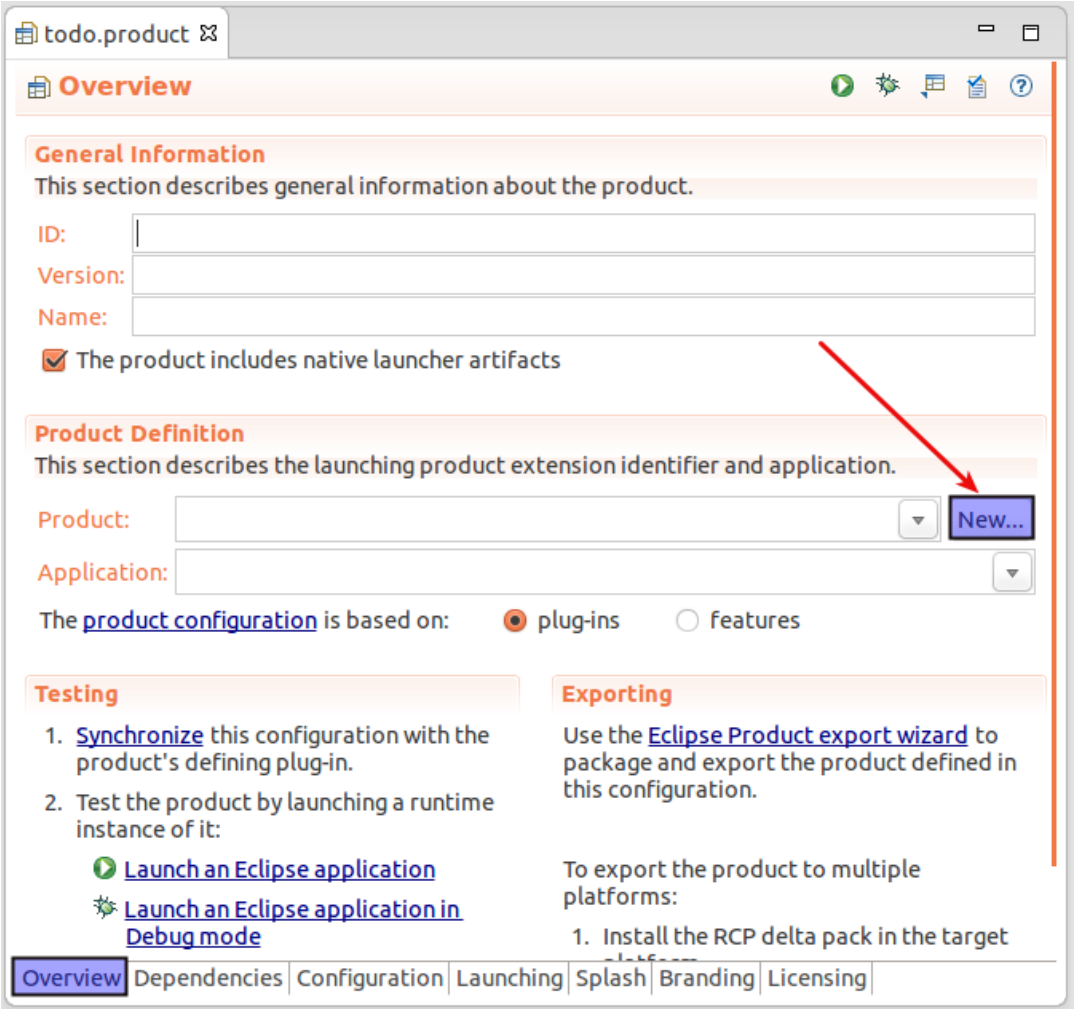 todo.product
Overview
General Information
This section describes general information about the product.
ID:
Version:
Name:
The product includes native launcher artifacts
Product Definition
This section describes the launching product extension identifier and application.
Product: New...
Application:
The product configuration is based on: plug-ins features
Testing
1. Synchronize this configuration with the
product's defining plug-in.
2. Test the product by launching a runtime
instance of it:
Launch an Eclipse application
Launch an Eclipse application in
Debug mode
Exporting
Use the Eclipse Product export wizard to
package and export the product defined in
this configuration.
To export the product to multiple
platforms:
1. Install the RCP delta pack in the target
Overview Dependencies Configuration Launching Splash Branding Licensing